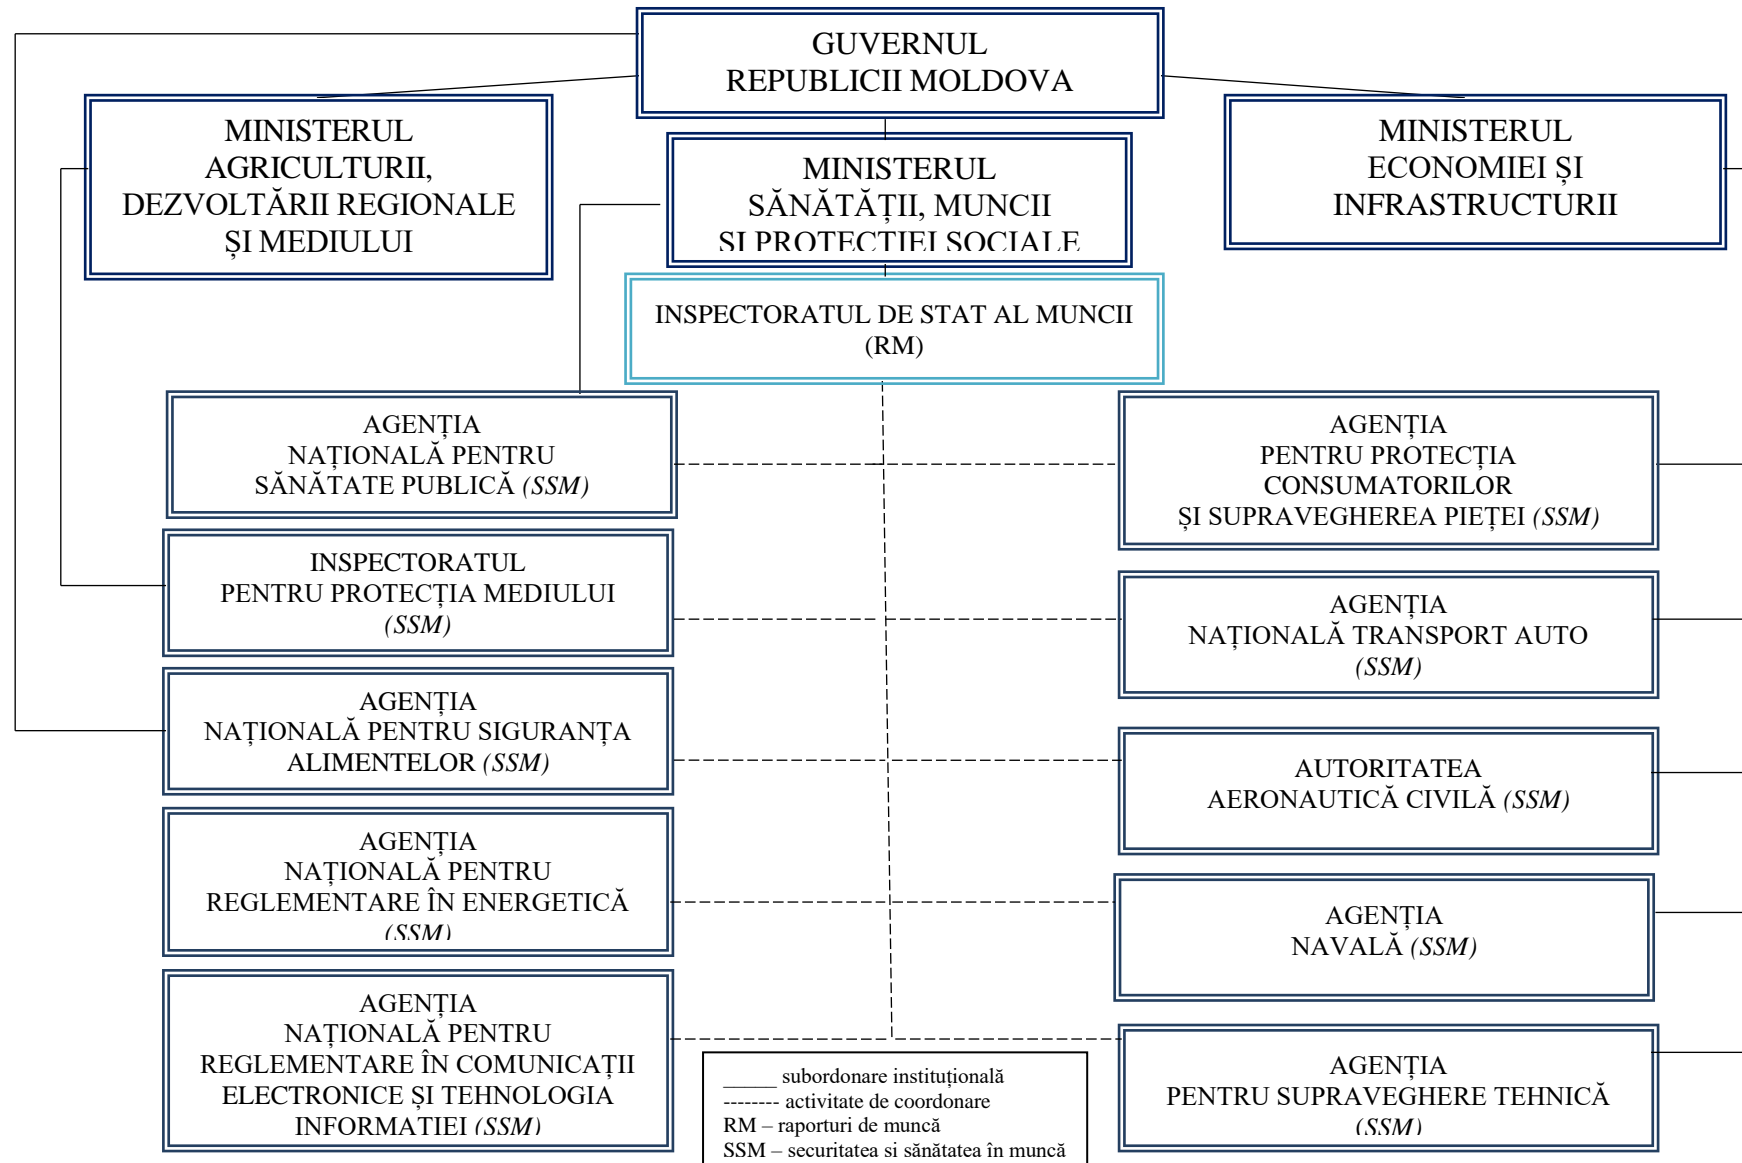 GUVERNUL
REPUBLICII MOLDOVA
MINISTERUL
AGRICULTURII,
DEZVOLTĂRII REGIONALE
ȘI MEDIULUI
MINISTERUL
SĂNĂTĂȚII, MUNCII
ȘI PROTECȚIEI SOCIALE
MINISTERUL
ECONOMIEI ȘI
INFRASTRUCTURII
INSPECTORATUL DE STAT AL MUNCII
(RM)
AGENȚIA
NAȚIONALĂ PENTRU
SĂNĂTATE PUBLICĂ (SSM)
AGENȚIA
PENTRU PROTECȚIA
CONSUMATORILOR
ȘI SUPRAVEGHEREA PIEȚEI (SSM)
INSPECTORATUL
PENTRU PROTECȚIA MEDIULUI
(SSM)
AGENȚIA
NAȚIONALĂ TRANSPORT AUTO
(SSM)
AGENȚIA
NAȚIONALĂ PENTRU SIGURANȚA
ALIMENTELOR (SSM)
AUTORITATEA
AERONAUTICĂ CIVILĂ (SSM)
AGENȚIA
NAȚIONALĂ PENTRU
REGLEMENTARE ÎN ENERGETICĂ
(SSM)
AGENȚIA
NAVALĂ (SSM)
AGENȚIA
NAȚIONALĂ PENTRU
REGLEMENTARE ÎN COMUNICAȚII
ELECTRONICE ȘI TEHNOLOGIA
INFORMAȚIEI (SSM)
AGENȚIA
PENTRU SUPRAVEGHERE TEHNICĂ
(SSM)
______ subordonare instituțională
-------- activitate de coordonare
RM – raporturi de muncă
SSM – securitatea si sănătatea în muncă